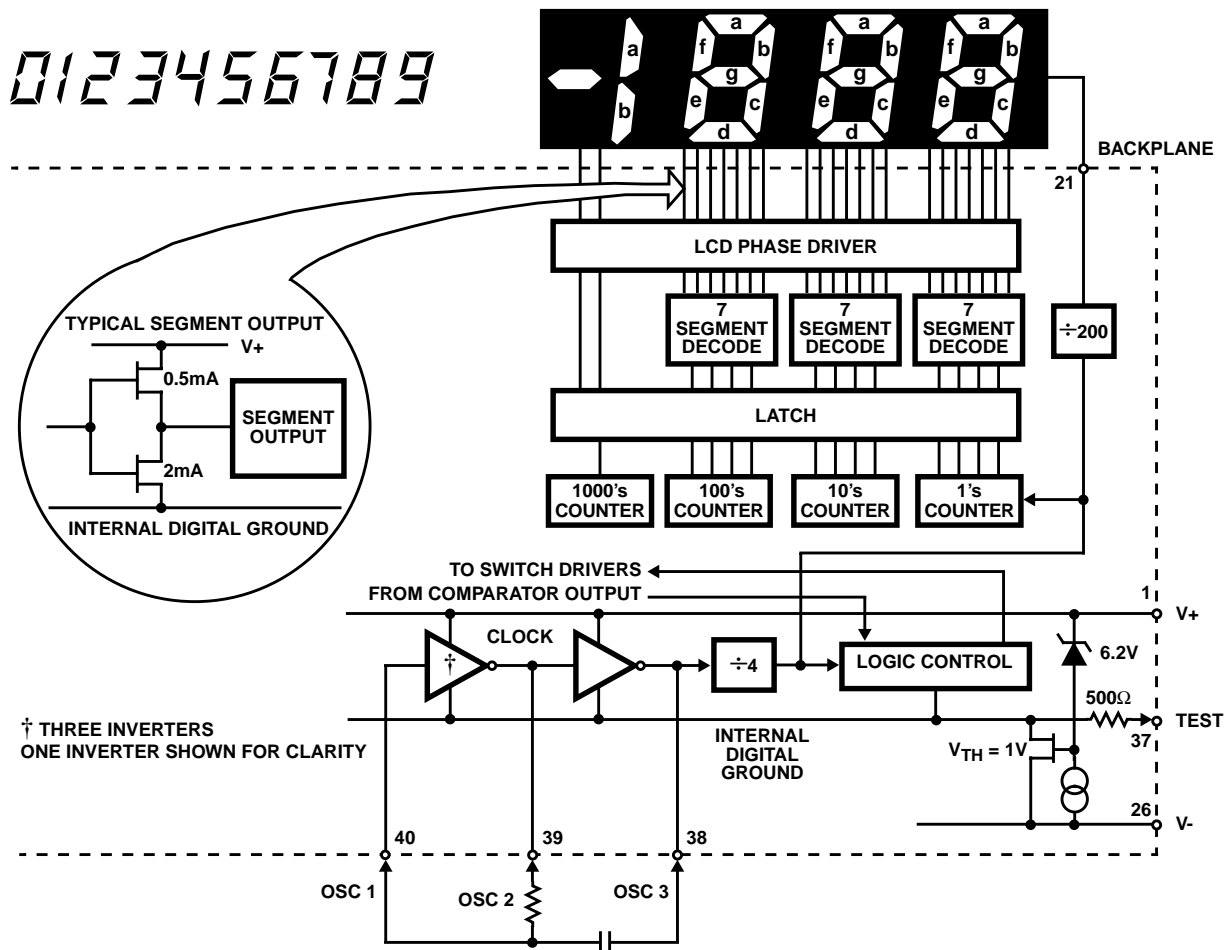 0123456789
a
b
a
f
b
g
e
c
d
a
f
b
g
e
c
d
a
f
b
g
e
c
d
BACKPLANE
21
LCD PHASE DRIVER
TYPICAL SEGMENT OUTPUT
V+
0.5mA
SEGMENT
OUTPUT
2mA
INTERNAL DIGITAL GROUND
7
SEGMENT
DECODE
7
SEGMENT
DECODE
7
SEGMENT
DECODE
÷200
LATCH
1000's
COUNTER
100's
COUNTER
10's
COUNTER
1's
COUNTER
TO SWITCH DRIVERS
FROM COMPARATOR OUTPUT
1
V+
CLOCK
†
÷4
LOGIC CONTROL
6.2V
500Ω
TEST
37
† THREE INVERTERS
ONE INVERTER SHOWN FOR CLARITY
INTERNAL
DIGITAL
GROUND
VTH = 1V
26
V-
40
39
38
OSC 1
OSC 2
OSC 3